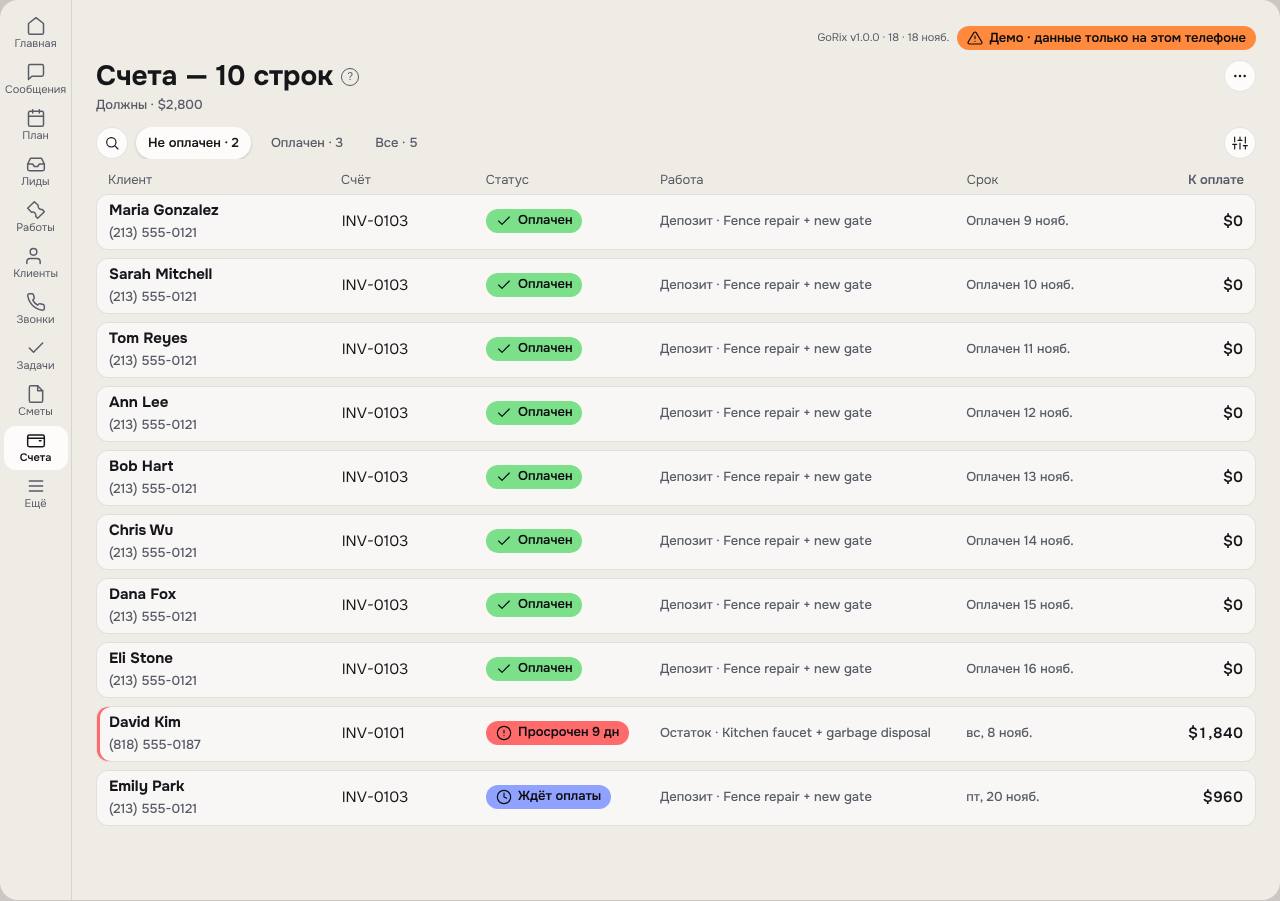 Главная
Сообщения
План
Лиды
Работы
Клиенты
Звонки
Задачи
Сметы
Счета
Ещё
GoRix v1.0.0 · 18 · 18 нояб.
Демо · данные только на этом телефоне
Счета — 10 строк ?
Должны · $2,800
Не оплачен · 2 Оплачен · 3 Все · 5
Клиент Счёт Статус Работа Срок К оплате
Maria Gonzalez
(213) 555-0121 INV-0103 Оплачен Депозит · Fence repair + new gate Оплачен 9 нояб. $0
Sarah Mitchell
(213) 555-0121 INV-0103 Оплачен Депозит · Fence repair + new gate Оплачен 10 нояб. $0
Tom Reyes
(213) 555-0121 INV-0103 Оплачен Депозит · Fence repair + new gate Оплачен 11 нояб. $0
Ann Lee
(213) 555-0121 INV-0103 Оплачен Депозит · Fence repair + new gate Оплачен 12 нояб. $0
Bob Hart
(213) 555-0121 INV-0103 Оплачен Депозит · Fence repair + new gate Оплачен 13 нояб. $0
Chris Wu
(213) 555-0121 INV-0103 Оплачен Депозит · Fence repair + new gate Оплачен 14 нояб. $0
Dana Fox
(213) 555-0121 INV-0103 Оплачен Депозит · Fence repair + new gate Оплачен 15 нояб. $0
Eli Stone
(213) 555-0121 INV-0103 Оплачен Депозит · Fence repair + new gate Оплачен 16 нояб. $0
David Kim
(818) 555-0187 INV-0101 Просрочен 9 дн Остаток · Kitchen faucet + garbage disposal вс, 8 нояб. $1,840
Emily Park
(213) 555-0121 INV-0103 Ждёт оплаты Депозит · Fence repair + new gate пт, 20 нояб. $960